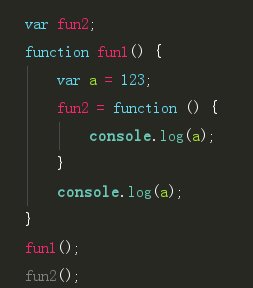 var fun2;
function fun1() {
    var a = 123;
    fun2 = function () {
        console.log(a);
    }
    console.log(a);
}
fun1();
fun2();